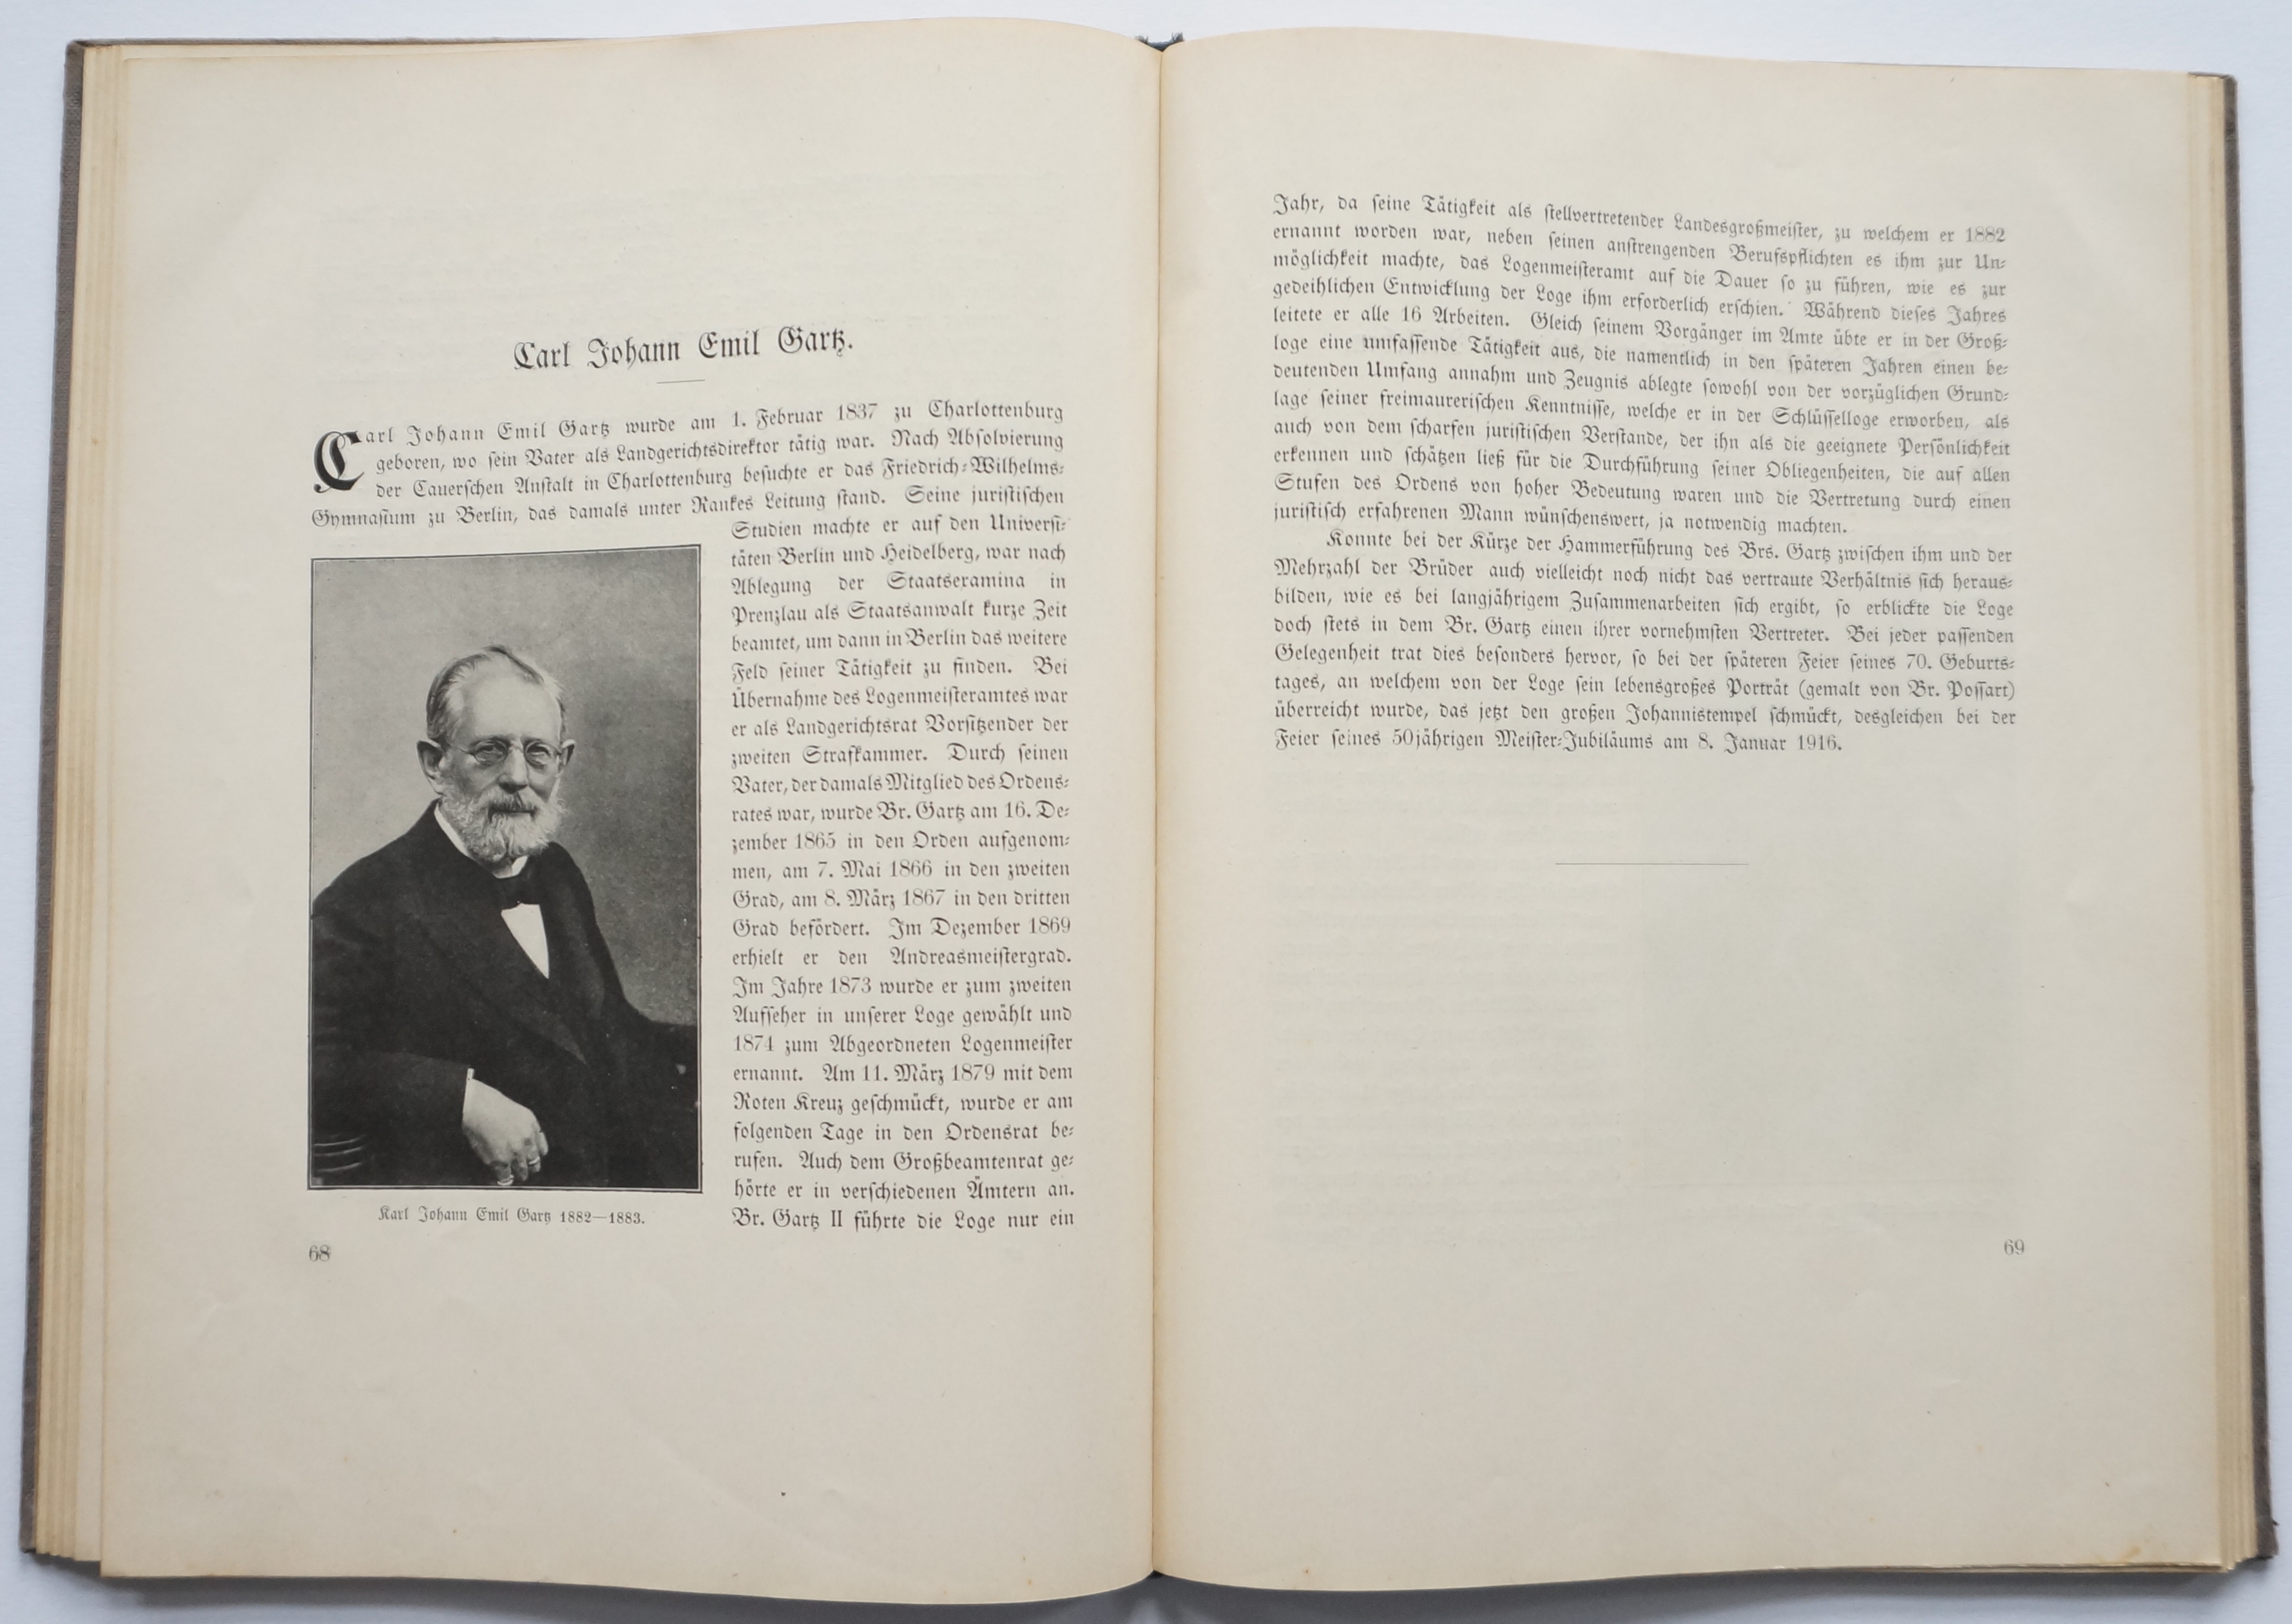 Carl Johann Emil Gartz.
Carl Johann Emil Gartz wurde am 1. Februar 1837 zu Charlottenburg
geboren, wo sein Vater als Landgerichtsdirektor tätig war. Nach Absolvierung
der Cauerschen Anstalt in Charlottenburg besuchte er das Friedrich-Wilhelms-
Gymnasium zu Berlin, das damals unter Rankes Leitung stand. Seine juristischen
Studien machte er auf den Universi-
täten Berlin und Heidelberg, war nach
Ablegung der Staatsexamina in
Prenzlau als Staatsanwalt kurze Zeit
beamtet, um dann in Berlin das weitere
Feld seiner Tätigkeit zu finden. Bei
Übernahme des Logenmeisteramtes war
er als Landgerichtsrat Vorsitzender der
zweiten Strafkammer. Durch seinen
Vater, der damals Mitglied des Ordens-
rates war, wurde Br. Gartz am 16. De-
zember 1865 in den Orden aufgenom-
men, am 7. Mai 1866 in den zweiten
Grad, am 8. März 1867 in den dritten
Grad befördert. Im Dezember 1869
erhielt er den Andreasmeistergrad.
Im Jahre 1873 wurde er zum zweiten
Aufseher in unserer Loge gewählt und
1874 zum Abgeordneten Logenmeister
ernannt. Am 11. März 1879 mit dem
Roten Kreuz geschmückt, wurde er am
folgenden Tage in den Ordensrat be-
rufen. Auch dem Großbeamtenrat ge-
hörte er in verschiedenen Ämtern an.
Br. Gartz II führte die Loge nur ein
Karl Johann Emil Gartz 1882—1883.
68
Jahr, da seine Tätigkeit als stellvertretender Landesgroßmeister, zu welchem er 1882
ernannt worden war, neben seinen anstrengenden Berufspflichten es ihm zur Un-
möglichkeit machte, das Logenmeisteramt auf die Dauer so zu führen, wie es zur
gedeihlichen Entwicklung der Loge ihm erforderlich erschien. Während dieses Jahres
leitete er alle 16 Arbeiten. Gleich seinem Vorgänger im Amte übte er in der Groß-
loge eine umfassende Tätigkeit aus, die namentlich in den späteren Jahren einen be-
deutenden Umfang annahm und Zeugnis ablegte sowohl von der vorzüglichen Grund-
lage seiner freimaurerischen Kenntnisse, welche er in der Schlüsselloge erworben, als
auch von dem scharfen juristischen Verstande, der ihn als die geeignete Persönlichkeit
erkennen und schätzen ließ für die Durchführung seiner Obliegenheiten, die auf allen
Stufen des Ordens von hoher Bedeutung waren und die Vertretung durch einen
juristisch erfahrenen Mann wünschenswert, ja notwendig machten.
Konnte bei der Kürze der Hammerführung des Brs. Gartz zwischen ihm und der
Mehrzahl der Brüder auch vielleicht noch nicht das vertraute Verhältnis sich heraus-
bilden, wie es bei langjährigem Zusammenarbeiten sich ergibt, so erblickte die Loge
doch stets in dem Br. Gartz einen ihrer vornehmsten Vertreter. Bei jeder passenden
Gelegenheit trat dies besonders hervor, so bei der späteren Feier seines 70. Geburts-
tages, an welchem von der Loge sein lebensgroßes Porträt (gemalt von Br. Possart)
überreicht wurde, das jetzt den großen Johannistempel schmückt, desgleichen bei der
Feier seines 50jährigen Meister-Jubiläums am 8. Januar 1916.
69